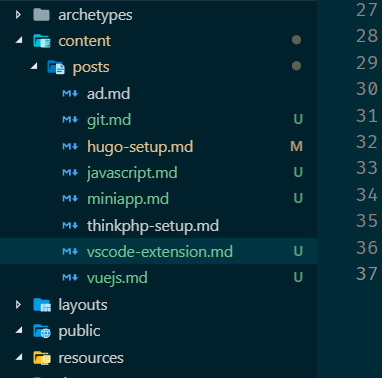 archetypes
content
posts
ad.md
git.md U
hugo-setup.md M
javascript.md U
miniapp.md U
thinkphp-setup.md
vscode-extension.md U
vuejs.md U
layouts
public
resources
27
28
29
30
31
32
33
34
35
36
37